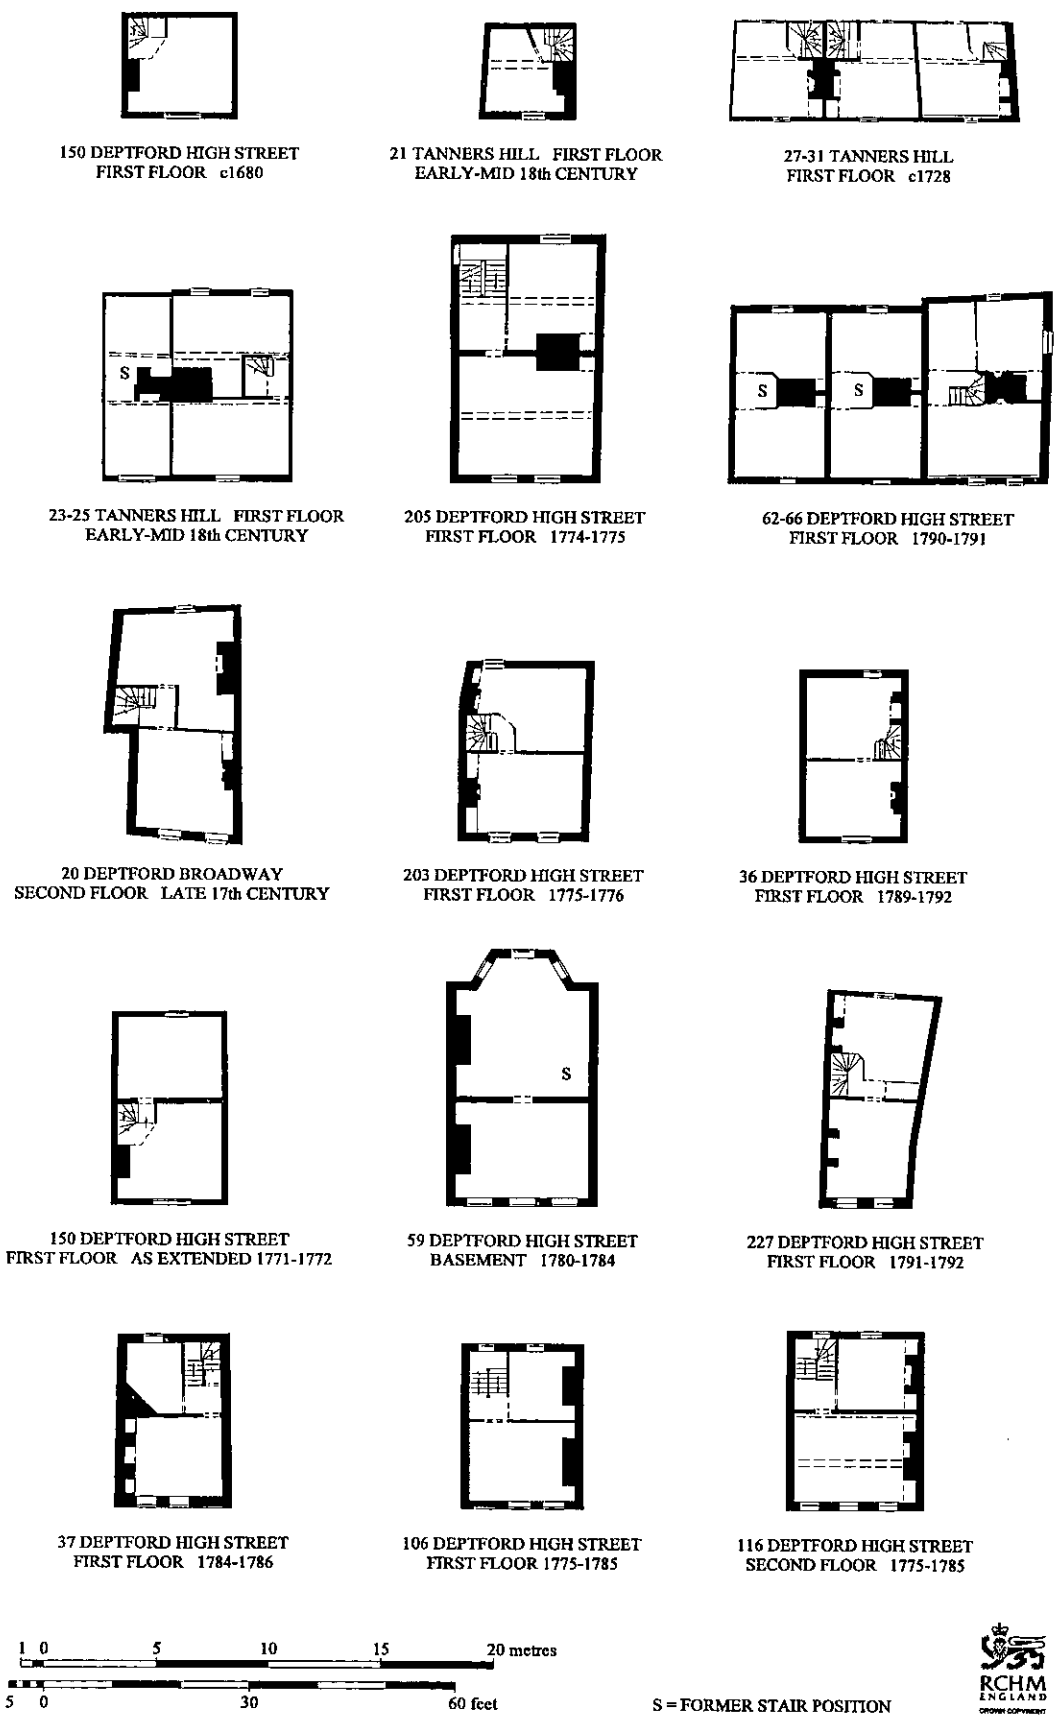 150 DEPTFORD HIGH STREET
FIRST FLOOR c1680
21 TANNERS HILL FIRST FLOOR
EARLY-MID 18th CENTURY
27-31 TANNERS HILL
FIRST FLOOR c1728
S
23-25 TANNERS HILL FIRST FLOOR
EARLY-MID 18th CENTURY
205 DEPTFORD HIGH STREET
FIRST FLOOR 1774-1775
S
S
62-66 DEPTFORD HIGH STREET
FIRST FLOOR 1790-1791
20 DEPTFORD BROADWAY
SECOND FLOOR LATE 17th CENTURY
203 DEPTFORD HIGH STREET
FIRST FLOOR 1775-1776
36 DEPTFORD HIGH STREET
FIRST FLOOR 1789-1792
150 DEPTFORD HIGH STREET
FIRST FLOOR AS EXTENDED 1771-1772
S
59 DEPTFORD HIGH STREET
BASEMENT 1780-1784
227 DEPTFORD HIGH STREET
FIRST FLOOR 1791-1792
37 DEPTFORD HIGH STREET
FIRST FLOOR 1784-1786
106 DEPTFORD HIGH STREET
FIRST FLOOR 1775-1785
116 DEPTFORD HIGH STREET
SECOND FLOOR 1775-1785
1 0 5 10 15 20 metres
5 0 30 60 feet
S = FORMER STAIR POSITION
RCHM
ENGLAND
CROWN COPYRIGHT